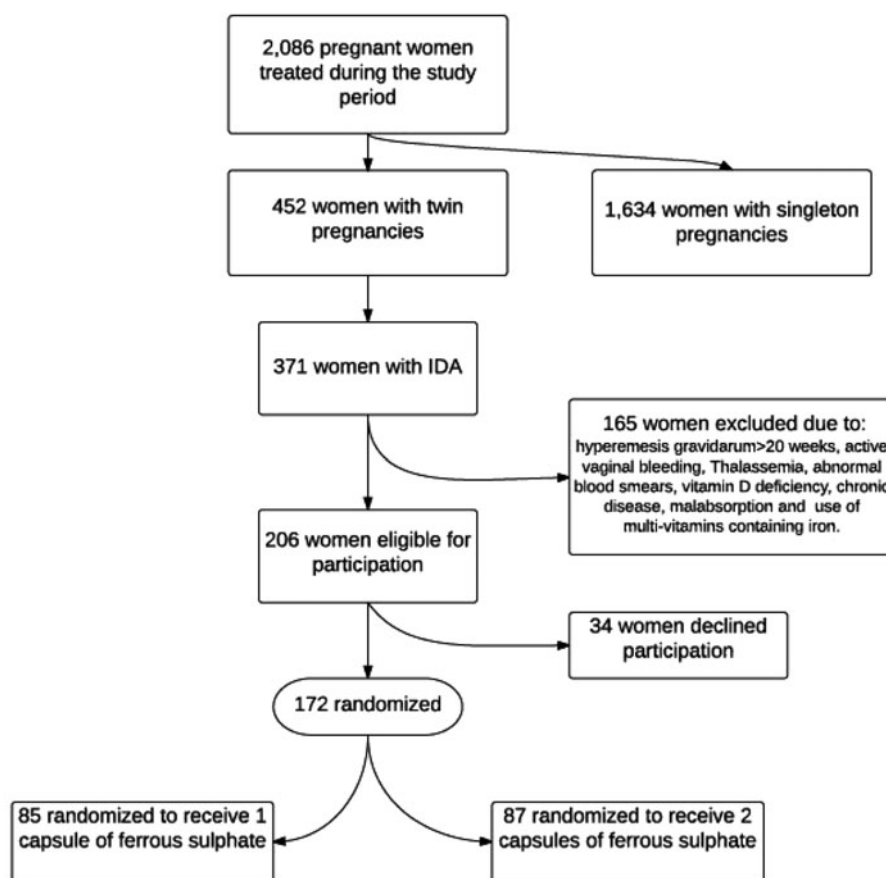 2,086 pregnant women
treated during the study
period
452 women with twin
pregnancies
1,634 women with singleton
pregnancies
371 women with IDA
165 women excluded due to:
hyperemesis gravidarum>20 weeks, active
vaginal bleeding, Thalassemia, abnormal
blood smears, vitamin D deficiency, chronic
disease, malabsorption and use of
multi-vitamins containing iron.
206 women eligible for
participation
34 women declined
participation
172 randomized
85 randomized to receive 1
capsule of ferrous sulphate
87 randomized to receive 2
capsules of ferrous sulphate